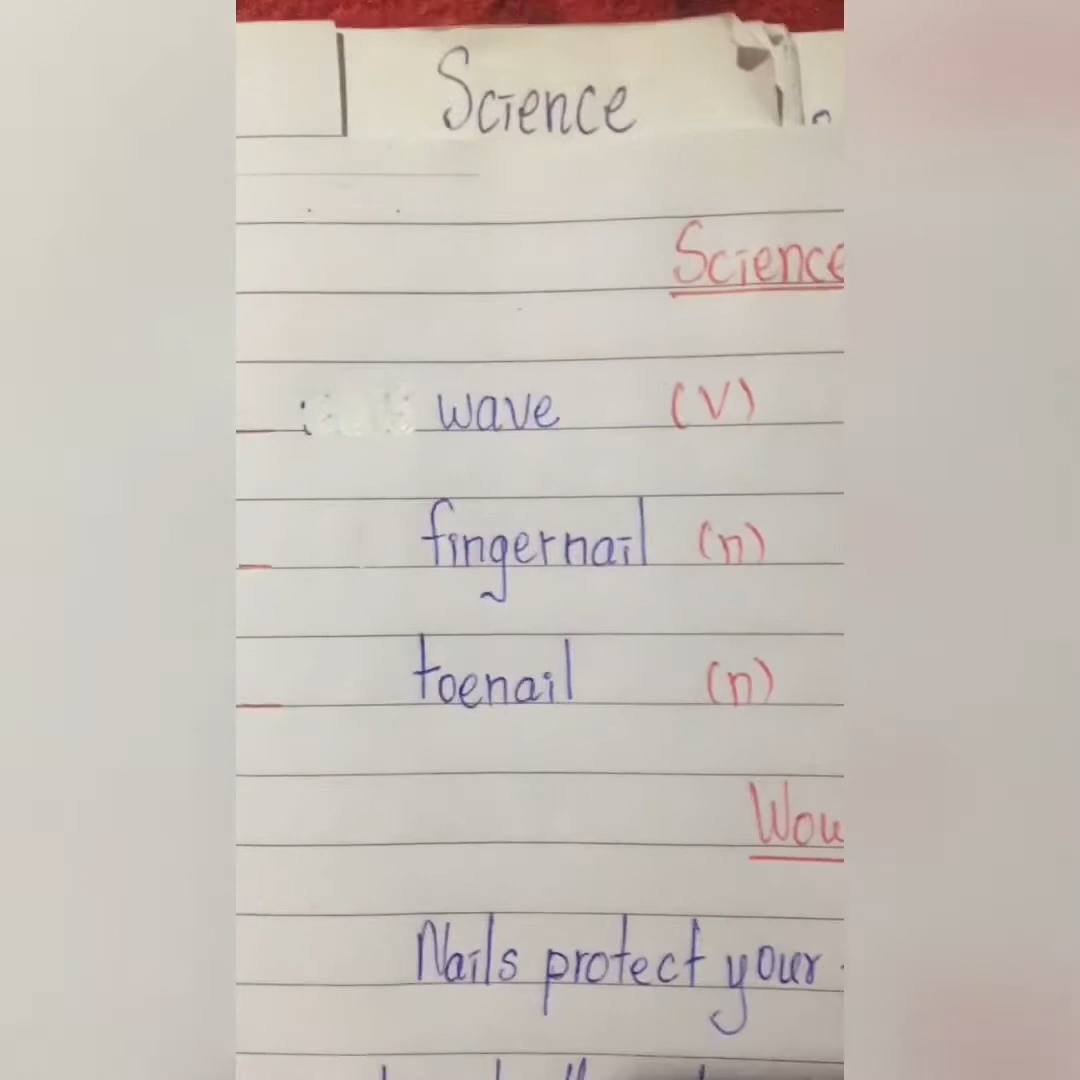 Science
Science
wave (v)
fingernail (n)
toenail (n)
Nails protect your